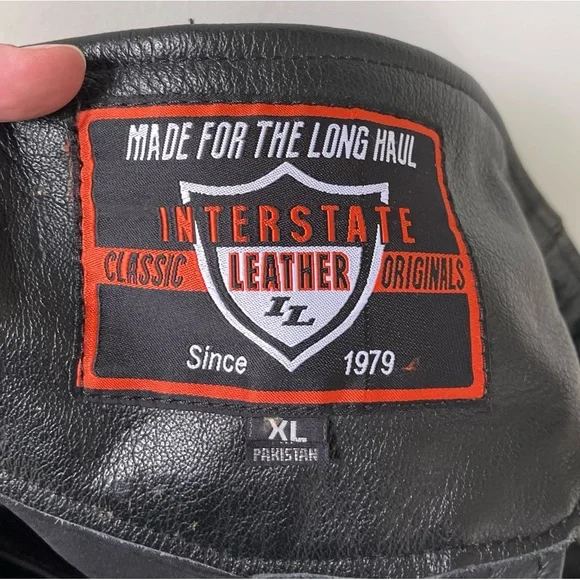 MADE FOR THE LONG HAUL
INTERSTATE
CLASSIC LEATHER ORIGINALS
IL
Since 1979
XL
PAKISTAN